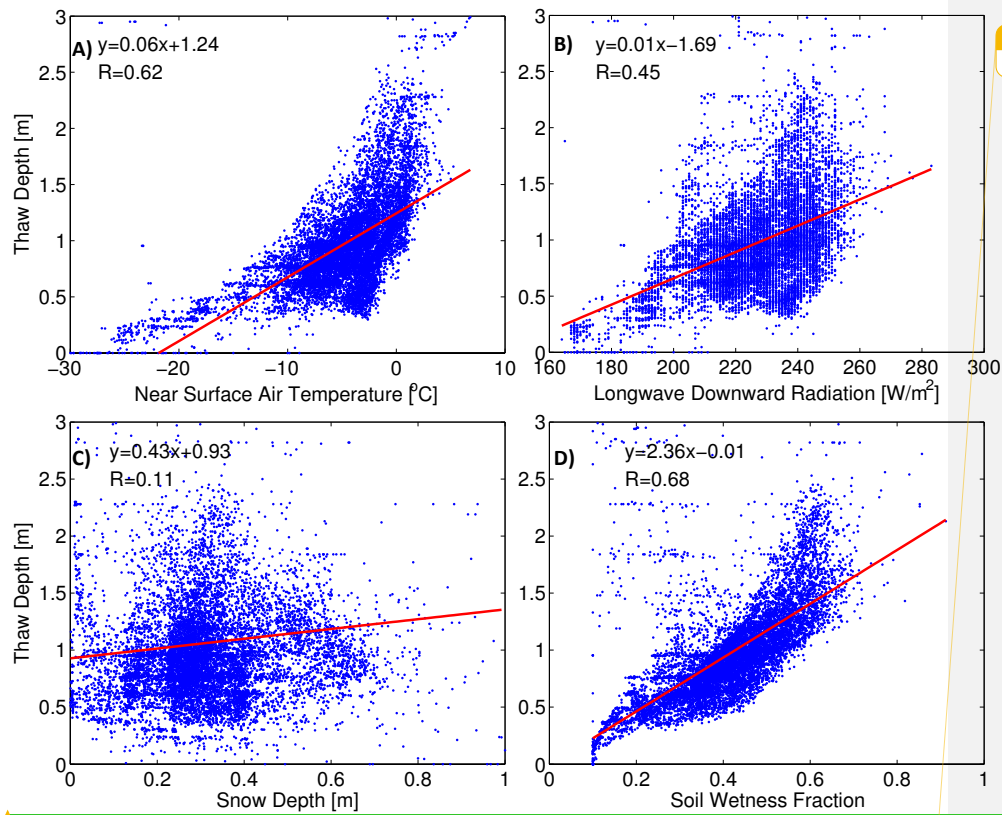 A) y=0.06x+1.24
R=0.62
3
2.5
2
1.5
1
0.5
0
Thaw Depth [m]
−30 −20 −10 0 10
Near Surface Air Temperature [°C]
B) y=0.01x−1.69
R=0.45
3
2.5
2
1.5
1
0.5
0
160 180 200 220 240 260 280 300
Longwave Downward Radiation [W/m²]
C) y=0.43x+0.93
R=0.11
3
2.5
2
1.5
1
0.5
0
Thaw Depth [m]
0 0.2 0.4 0.6 0.8 1
Snow Depth [m]
D) y=2.36x−0.01
R=0.68
3
2.5
2
1.5
1
0.5
0
0 0.2 0.4 0.6 0.8 1
Soil Wetness Fraction